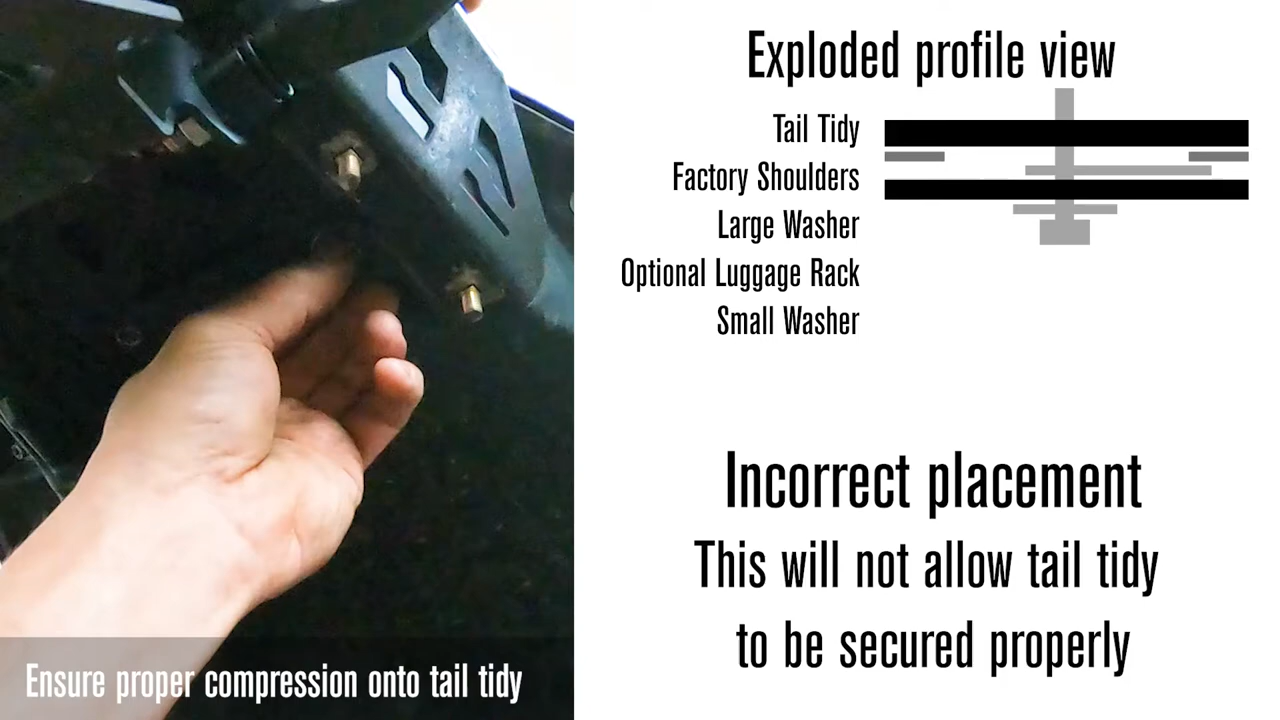 Exploded profile view
Tail Tidy
Factory Shoulders
Large Washer
Optional Luggage Rack
Small Washer
Incorrect placement
This will not allow tail tidy
to be secured properly
Ensure proper compression onto tail tidy